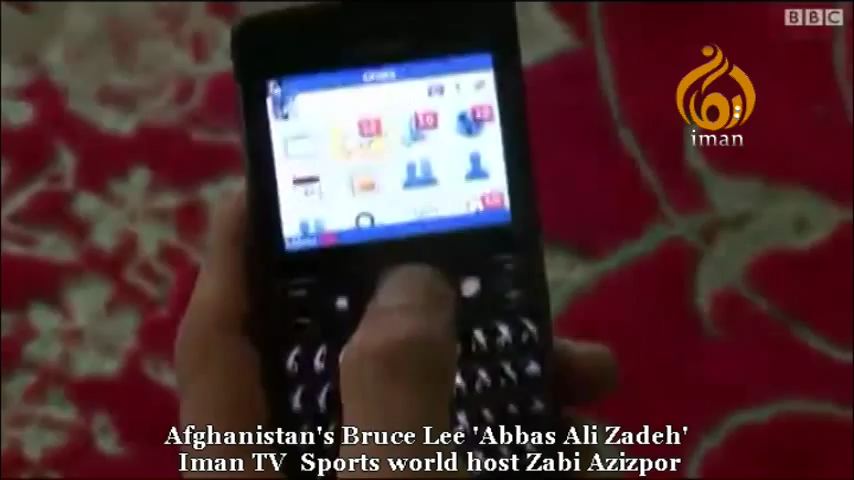 BBC
iman
Afghanistan's Bruce Lee 'Abbas Ali Zadeh'
Iman TV Sports world host Zabi Azizpor